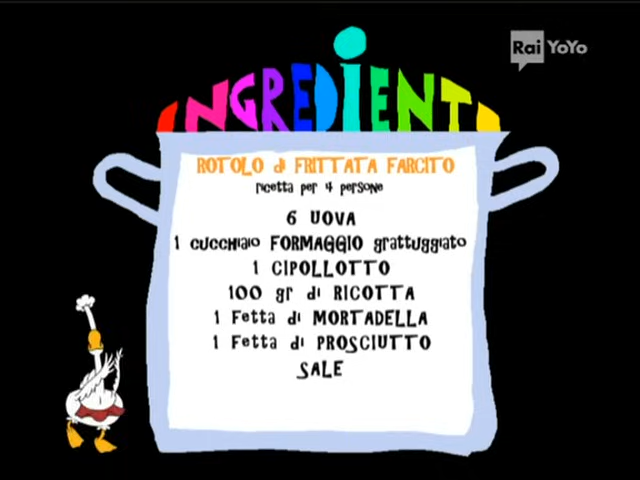 Rai YoYo
INGREDIENTI
ROTOLO di FRITTATA FARCITO
ricetta per 4 persone
6 UOVA
1 CUCCHIAIO FORMAGGIO grattuggiato
1 CIPOLLOTTO
100 gr di RICOTTA
1 Fetta di MORTADELLA
1 Fetta di PROSCIUTTO
SALE